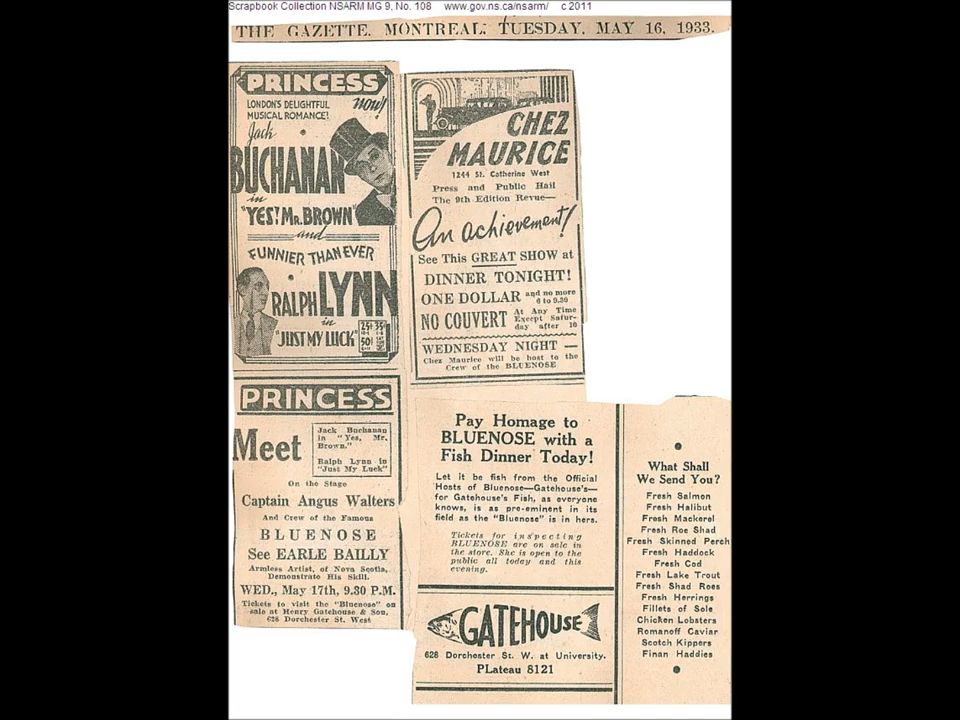 Scrapbook Collection NSARM MG 9, No. 108 www.gov.ns.ca/nsarm/ c 2011
THE GAZETTE, MONTREAL, TUESDAY, MAY 16, 1933.
PRINCESS
LONDON'S DELIGHTFUL now!
MUSICAL ROMANCE!
Jack
BUCHANAN
in
"YES! MR. BROWN"
and
FUNNIER THAN EVER
RALPH LYNN
in
"JUST MY LUCK"
25¢ 35¢
50¢
PRINCESS
Meet
Jack Buchanan
in "Yes, Mr.
Brown."
Ralph Lynn in
"Just My Luck"
On the Stage
Captain Angus Walters
And Crew of the Famous
BLUENOSE
See EARLE BAILLY
Armless Artist, of Nova Scotia,
Demonstrate His Skill.
WED., May 17th, 9.30 P.M.
Tickets to visit the "Bluenose" on
sale at Henry Gatehouse & Son,
628 Dorchester St. West
CHEZ
MAURICE
1244 St. Catherine West
Press and Public Hail
The 9th Edition Revue—
An achievement!
See This GREAT SHOW at
DINNER TONIGHT!
ONE DOLLAR and no more
6 to 9.30
NO COUVERT At Any Time
Except Satur-
day after 10
WEDNESDAY NIGHT —
Chez Maurice will be host to the
Crew of the BLUENOSE
Pay Homage to
BLUENOSE with a
Fish Dinner Today!
Let it be fish from the Official
Hosts of Bluenose—Gatehouse's—
for Gatehouse's Fish, as everyone
knows, is as pre-eminent in its
field as the "Bluenose" is in hers.
Tickets for inspecting
BLUENOSE are on sale in
the store. She is open to the
public all today and this
evening.
GATEHOUSE
628 Dorchester St. W. at University.
PLateau 8121
What Shall
We Send You?
Fresh Salmon
Fresh Halibut
Fresh Mackerel
Fresh Roe Shad
Fresh Skinned Perch
Fresh Haddock
Fresh Cod
Fresh Lake Trout
Fresh Shad Roes
Fresh Herrings
Fillets of Sole
Chicken Lobsters
Romanoff Caviar
Scotch Kippers
Finan Haddies